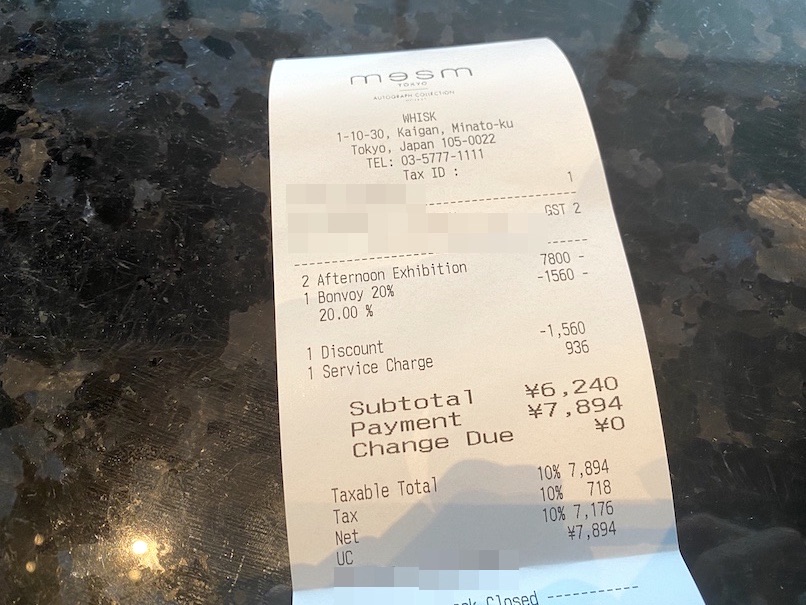 mesm
TOKYO
AUTOGRAPH COLLECTION
WHISK
1-10-30, Kaigan, Minato-ku
Tokyo, Japan 105-0022
TEL: 03-5777-1111
Tax ID :
1
GST 2
2 Afternoon Exhibition 7800 -
1 Bonvoy 20% -1560 -
20.00 %
1 Discount -1,560
1 Service Charge 936
Subtotal ¥6,240
Payment ¥7,894
Change Due ¥0
Taxable Total 10% 7,894
Tax 10% 718
Net 10% 7,176
UC ¥7,894
Closed